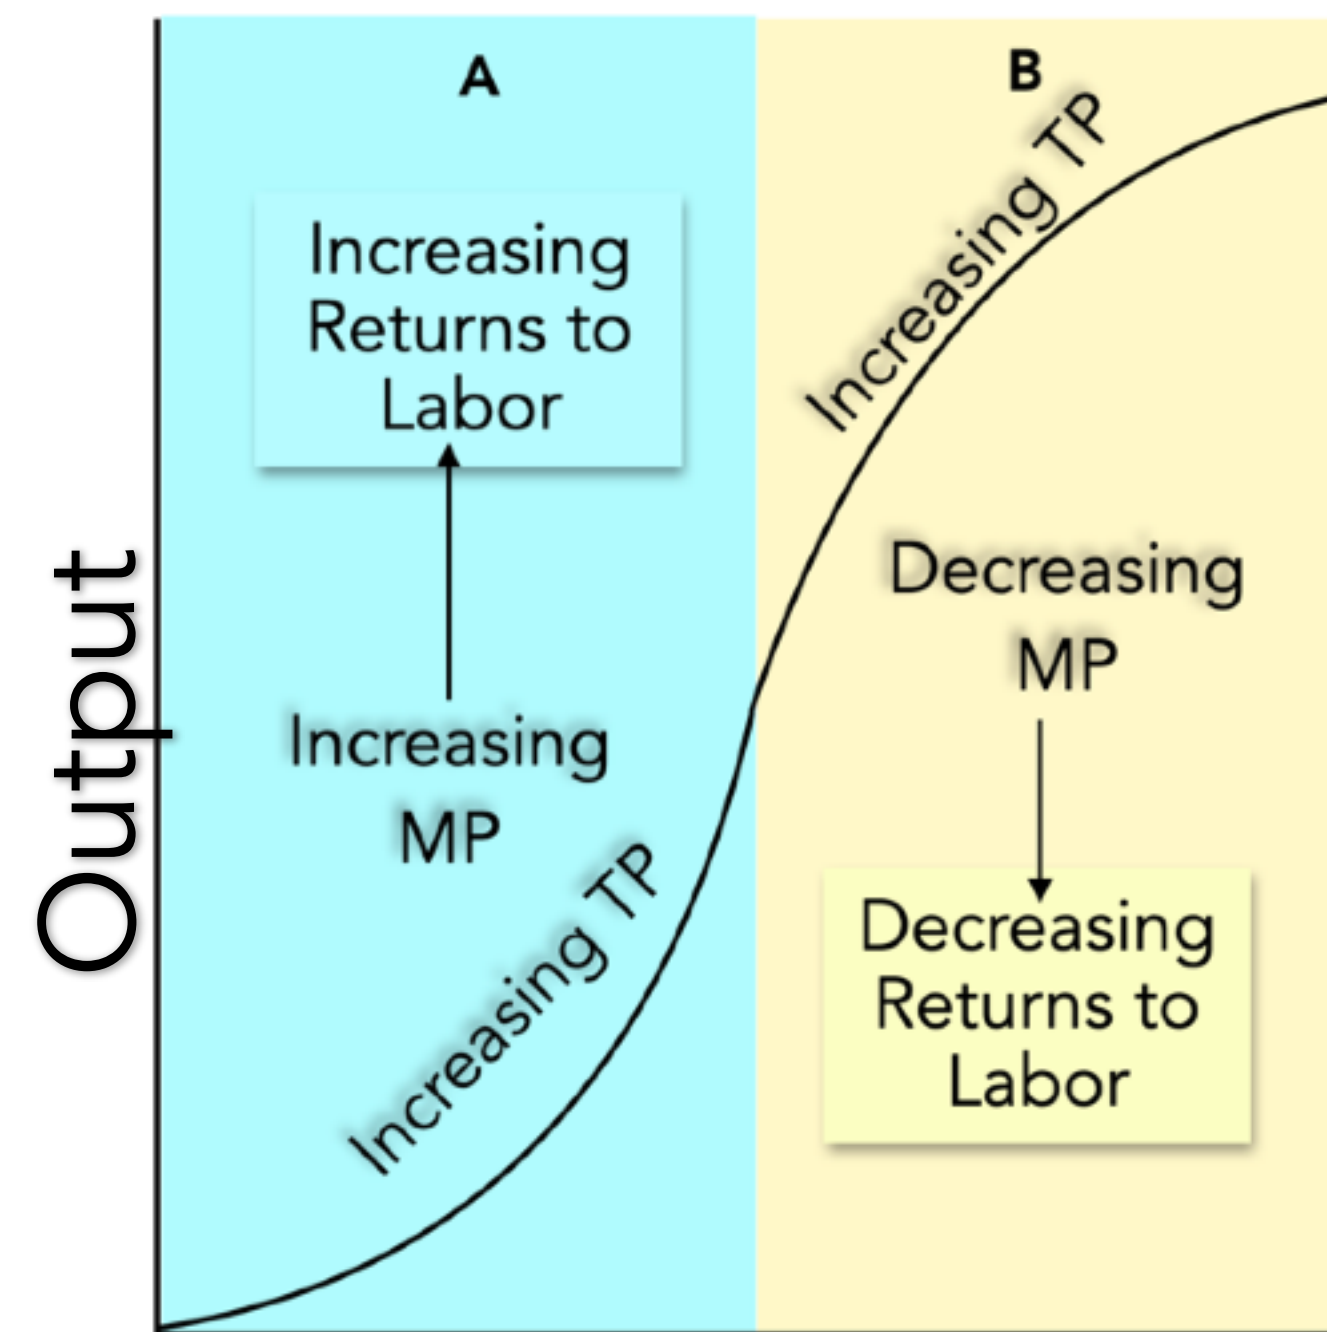 A
Increasing
Returns to
Labor
Increasing
MP
Increasing TP
Output
B
Increasing TP
Decreasing
MP
Decreasing
Returns to
Labor